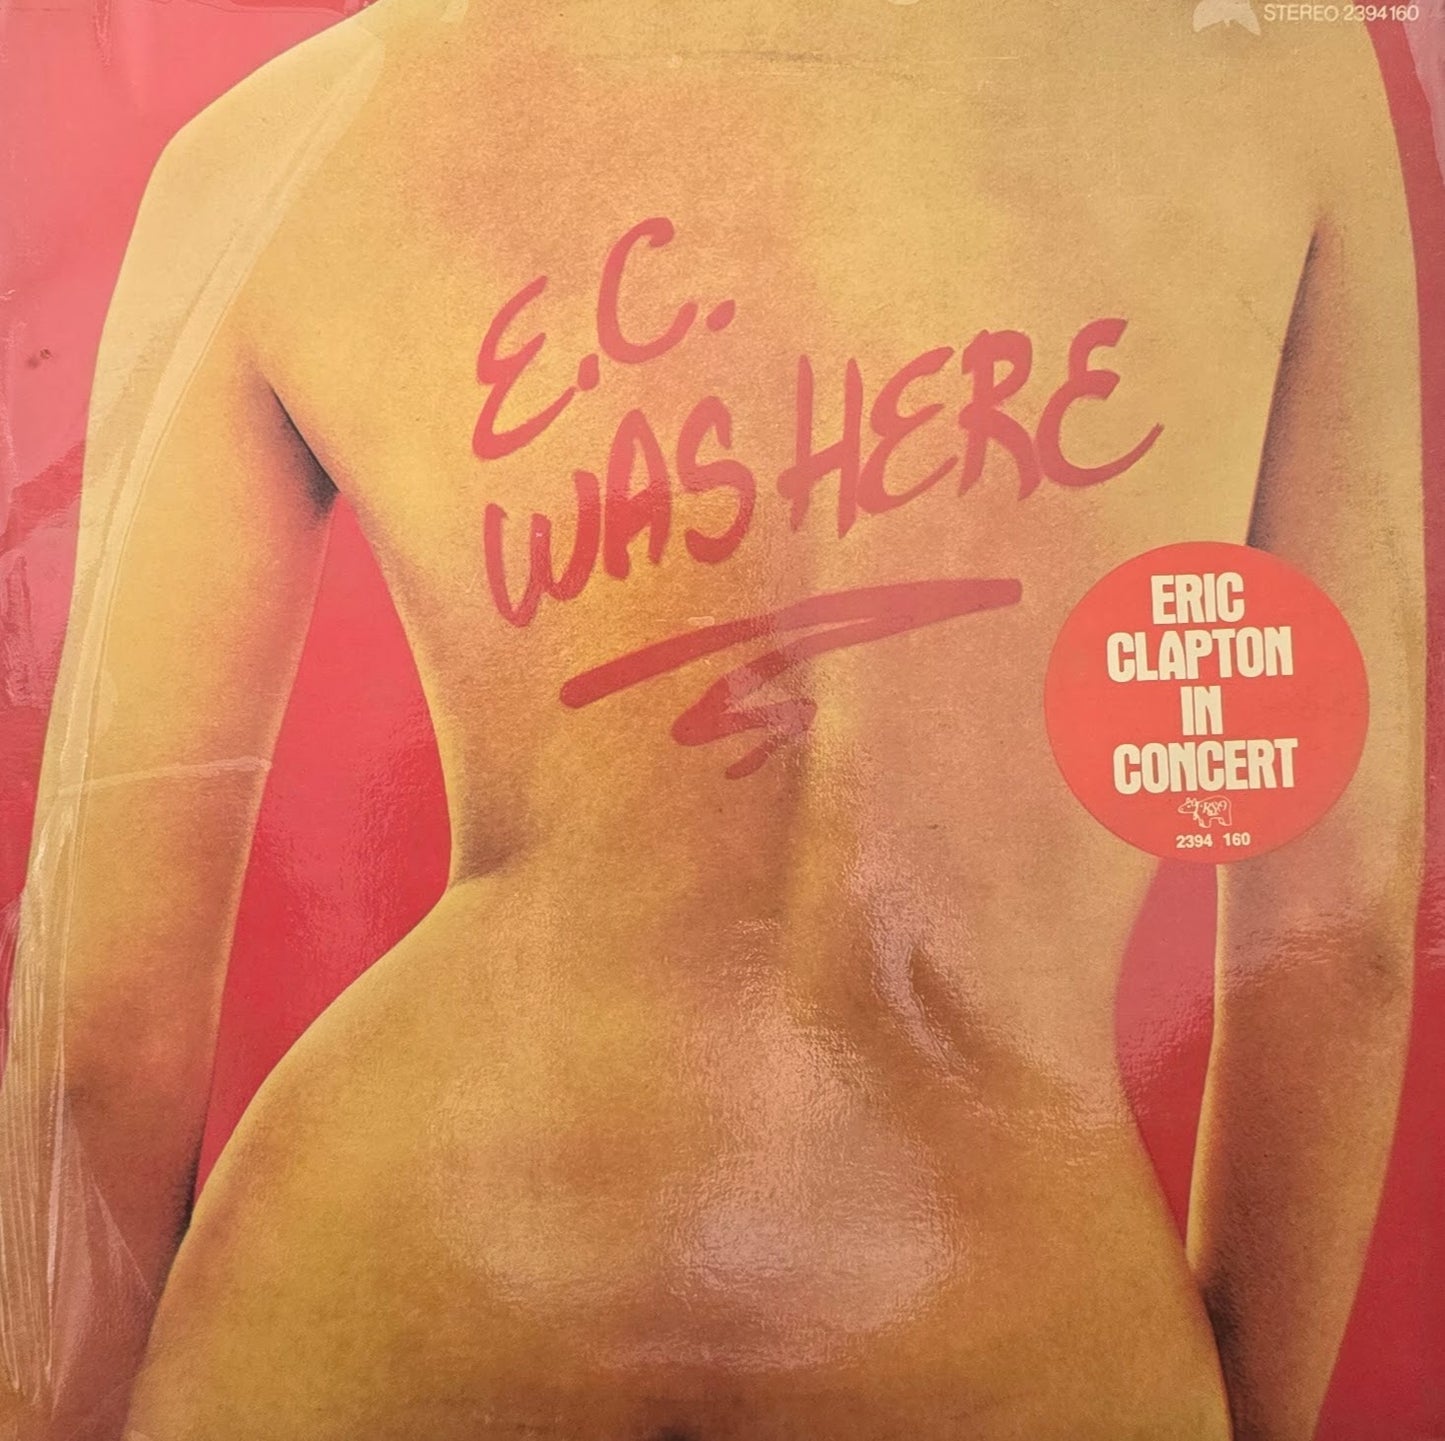 STEREO 2394160
E.C.
WAS HERE
ERIC
CLAPTON
IN
CONCERT
RSO
2394 160